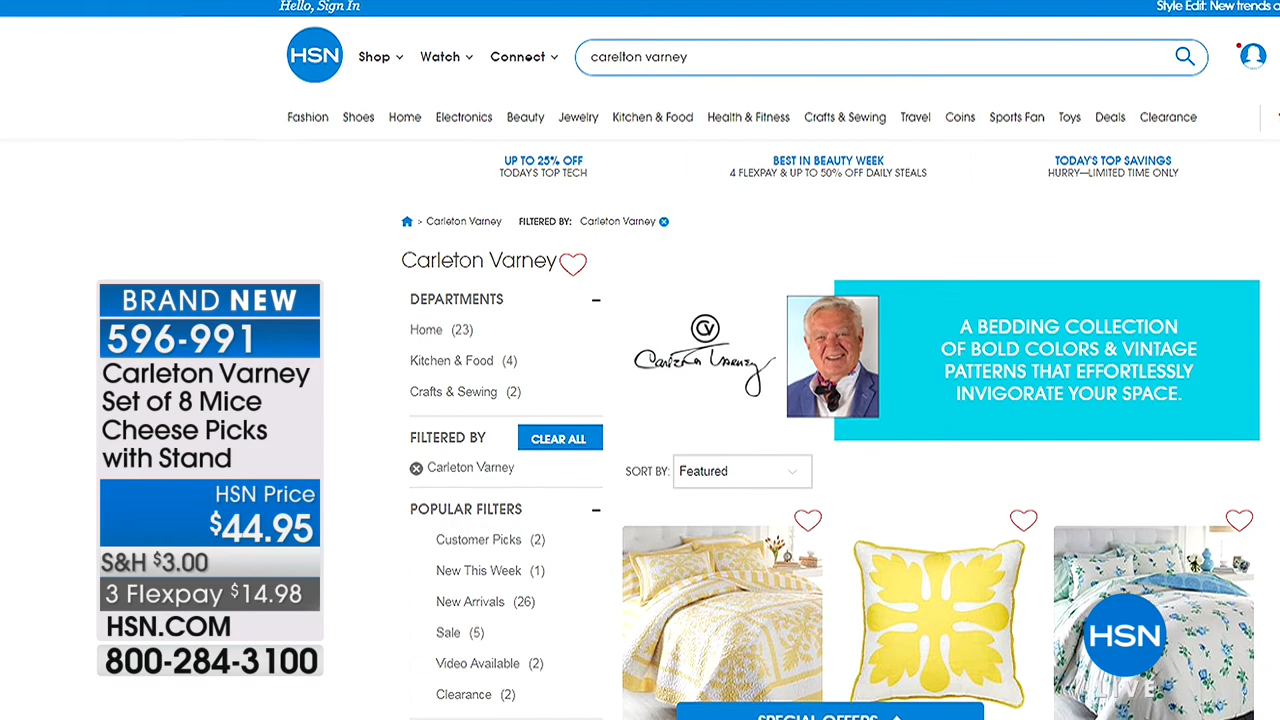 Hello, Sign In
Style Edit: New trends
HSN
Shop
Watch
Connect
carelton varney
Fashion
Shoes
Home
Electronics
Beauty
Jewelry
Kitchen & Food
Health & Fitness
Crafts & Sewing
Travel
Coins
Sports Fan
Toys
Deals
Clearance
UP TO 25% OFF
TODAY'S TOP TECH
BEST IN BEAUTY WEEK
4 FLEXPAY & UP TO 50% OFF DAILY STEALS
TODAY'S TOP SAVINGS
HURRY—LIMITED TIME ONLY
> Carleton Varney
FILTERED BY: Carleton Varney
Carleton Varney
DEPARTMENTS
Home (23)
Kitchen & Food (4)
Crafts & Sewing (2)
FILTERED BY
CLEAR ALL
Carleton Varney
POPULAR FILTERS
Customer Picks (2)
New This Week (1)
New Arrivals (26)
Sale (5)
Video Available (2)
Clearance (2)
CV
Carleton Varney
A BEDDING COLLECTION
OF BOLD COLORS & VINTAGE
PATTERNS THAT EFFORTLESSLY
INVIGORATE YOUR SPACE.
SORT BY: Featured
BRAND NEW
596-991
Carleton Varney
Set of 8 Mice
Cheese Picks
with Stand
HSN Price
$44.95
S&H $3.00
3 Flexpay $14.98
HSN.COM
800-284-3100
HSN
LIVE
SPECIAL OFFERS